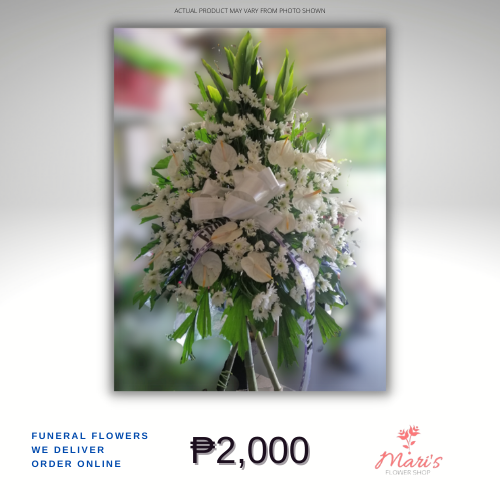 ACTUAL PRODUCT MAY VARY FROM PHOTO SHOWN
FUNERAL FLOWERS
WE DELIVER
ORDER ONLINE
₱2,000
Mari's
FLOWER SHOP